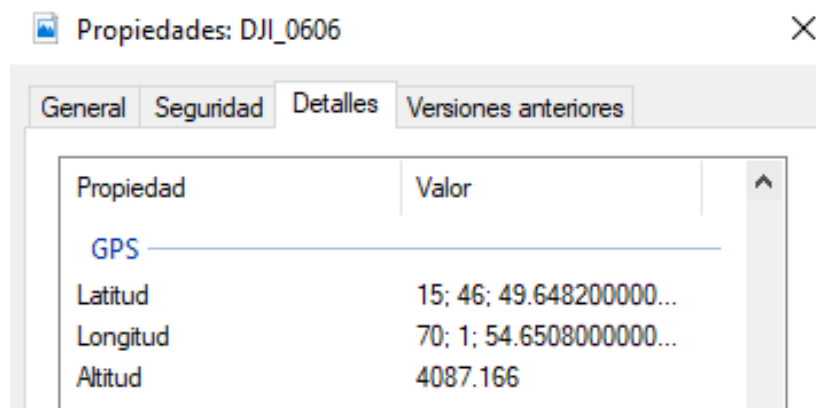 Propiedades: DJI_0606
General Seguridad Detalles Versiones anteriores
Propiedad Valor
GPS
Latitud 15; 46; 49.648200000...
Longitud 70; 1; 54.6508000000...
Altitud 4087.166